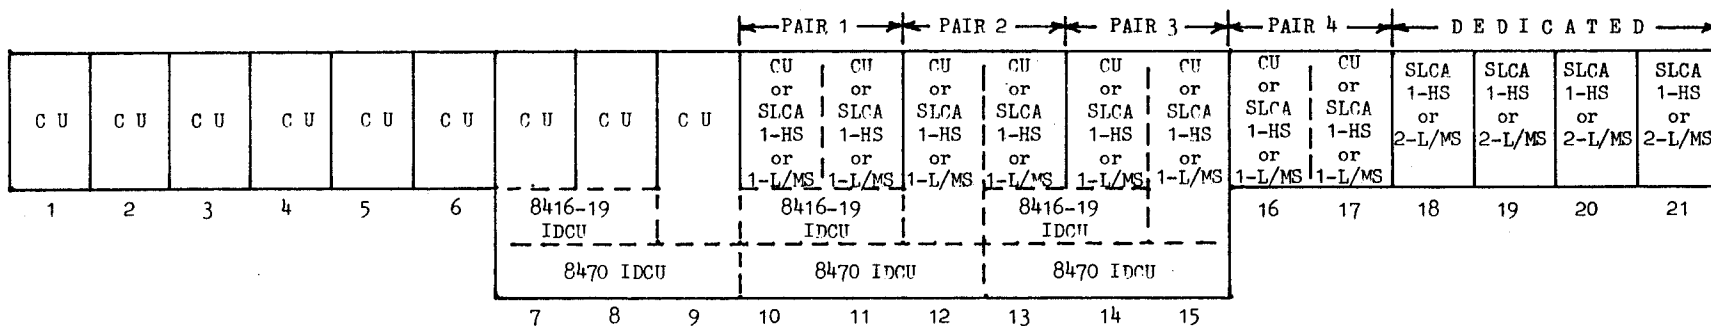 PAIR 1 PAIR 2 PAIR 3 PAIR 4 D E D I C A T E D
C U C U C U C U C U C U C U C U C U
CU CU CU CU CU CU CU CU SLCA SLCA SLCA SLCA
or or or or or or or or 1-HS 1-HS 1-HS 1-HS
SLCA SLCA SLCA SLCA SLCA SLCA SLCA SLCA or or or or
1-HS 1-HS 1-HS 1-HS 1-HS 1-HS 1-HS 1-HS 2-L/MS 2-L/MS 2-L/MS 2-L/MS
or or or or or or or or
1-L/MS 1-L/MS 1-L/MS 1-L/MS 1-L/MS 1-L/MS 1-L/MS 1-L/MS
1 2 3 4 5 6 8416-19 8416-19 8416-19 16 17 18 19 20 21
IDCU IDCU IDCU
8470 IDCU 8470 IDCU 8470 IDCU
7 8 9 10 11 12 13 14 15